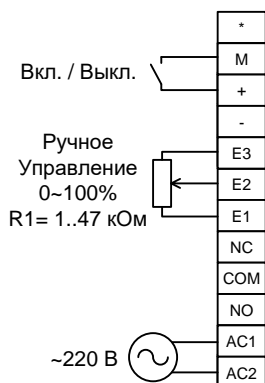 *
M
Вкл. / Выкл.
+
-
E3
Ручное
Управление
0~100%
R1= 1..47 кОм
E2
E1
NC
COM
NO
AC1
~220 В
AC2